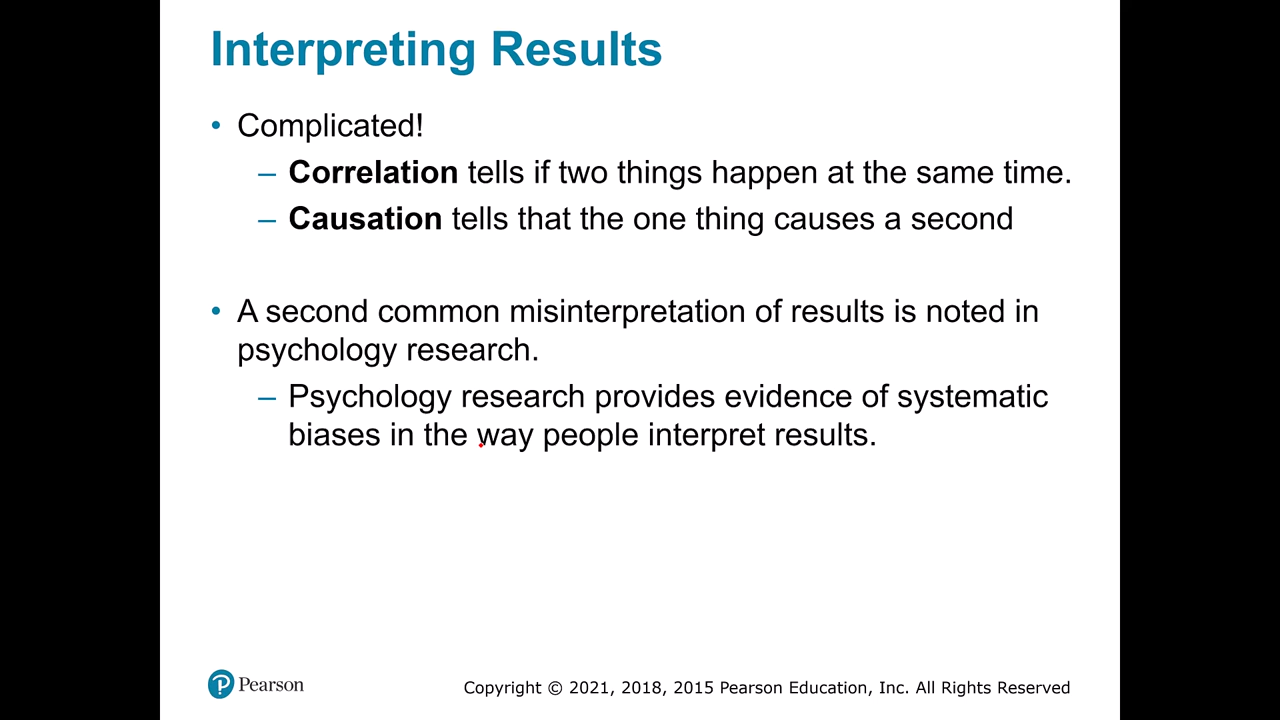 Interpreting Results
• Complicated!
– Correlation tells if two things happen at the same time.
– Causation tells that the one thing causes a second
• A second common misinterpretation of results is noted in
psychology research.
– Psychology research provides evidence of systematic
biases in the way people interpret results.
Pearson
Copyright © 2021, 2018, 2015 Pearson Education, Inc. All Rights Reserved